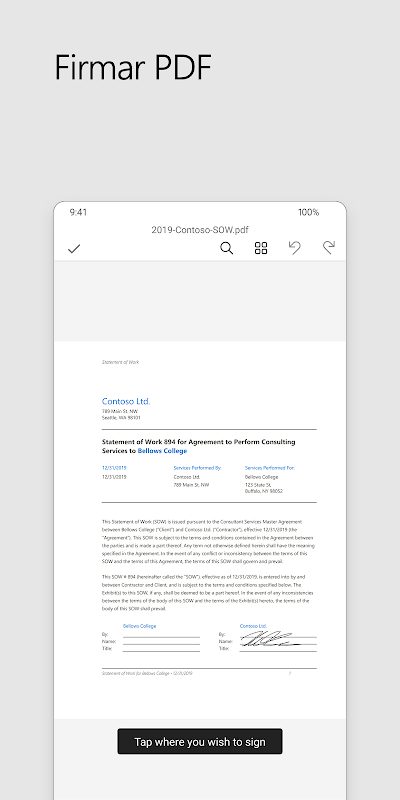 Firmar PDF
9:41 100%
2019-Contoso-SOW.pdf
Statement of Work
Contoso Ltd.
789 Main St. NW
Seattle, WA 98101
Statement of Work 894 for Agreement to Perform Consulting
Services to Bellows College
12/31/2019 Services Performed By: Services Performed For:
12/31/2019 Contoso Ltd. Bellows College
789 Main St. NW 123 State St.
Buffalo, NY 98052
This Statement of Work (SOW) is issued pursuant to the Consultant Services Master Agreement
between Bellows College ("Client") and Contoso Ltd. ("Contractor"), effective 12/31/2019 (the
"Agreement"). This SOW is subject to the terms and conditions contained in the Agreement between
the parties and is made a part thereof. Any term not otherwise defined herein shall have the meaning
specified in the Agreement. In the event of any conflict or inconsistency between the terms of this
SOW and the terms of this Agreement, the terms of this SOW shall govern and prevail.
This SOW # 894 (hereinafter called the "SOW"), effective as of 12/31/2019, is entered into by and
between Contractor and Client, and is subject to the terms and conditions specified below. The
Exhibit(s) to this SOW, if any, shall be deemed to be a part hereof. In the event of any inconsistencies
between the terms of the body of this SOW and the terms of the Exhibit(s) hereto, the terms of the
body of this SOW shall prevail.
Bellows College Contoso Ltd.
By: By:
Name: Name:
Title: Title:
Statement of Work for Bellows College • 12/31/2019 1
Tap where you wish to sign